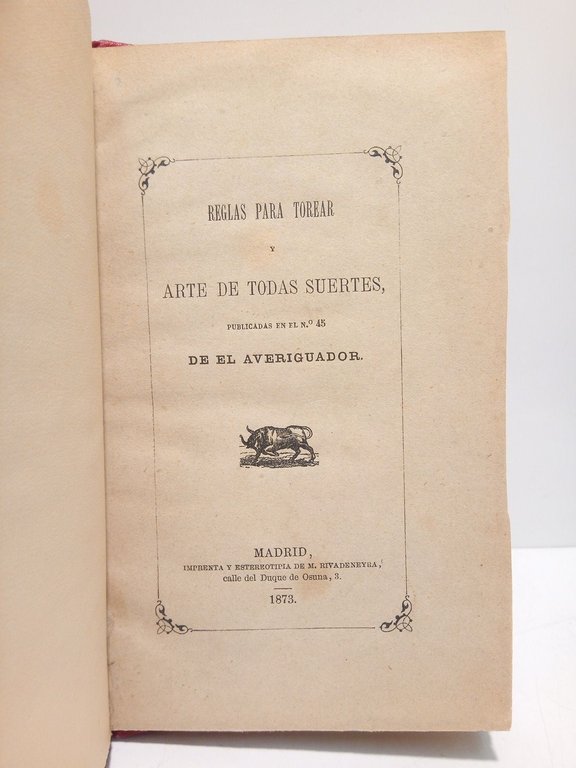 REGLAS PARA TOREAR
Y
ARTE DE TODAS SUERTES,
PUBLICADAS EN EL N.º 45
DE EL AVERIGUADOR.
MADRID,
IMPRENTA Y ESTEREOTIPIA DE M. RIVADENEYRA,
calle del Duque de Osuna, 3.
1873.